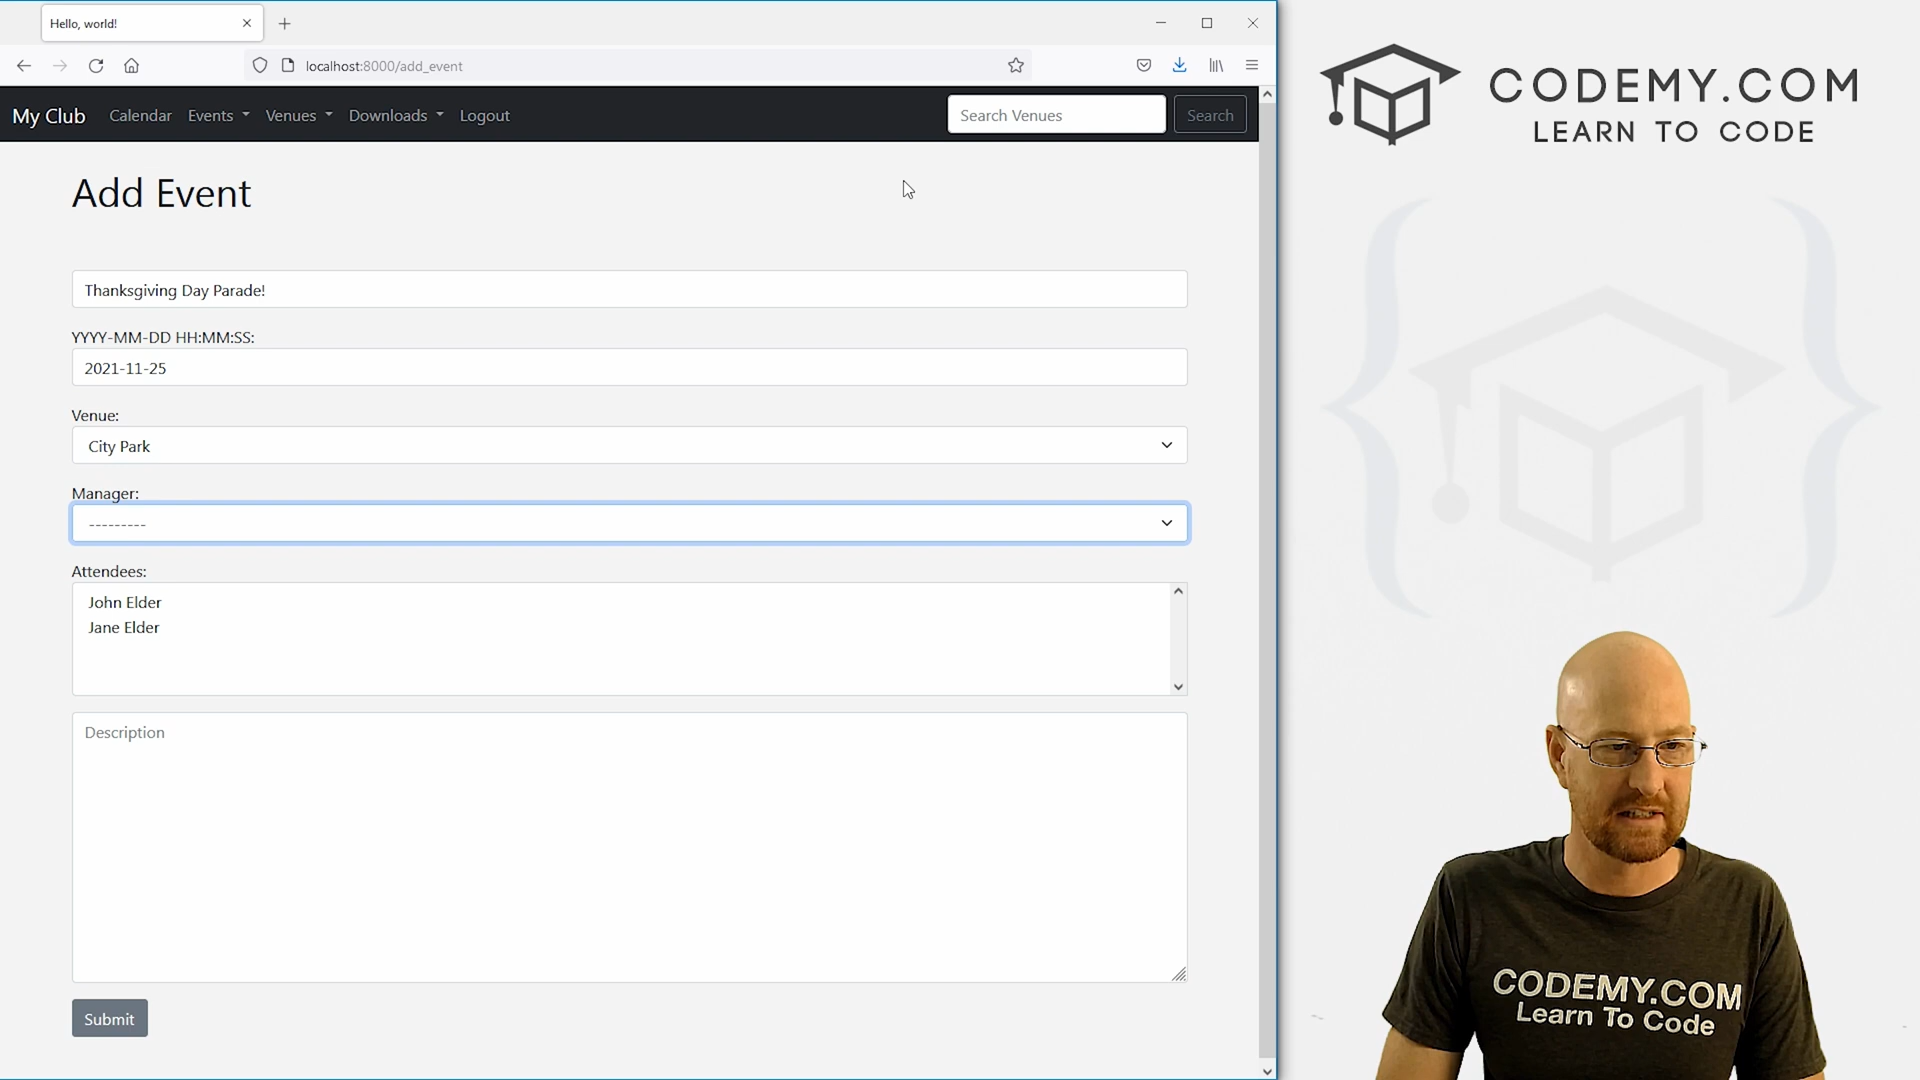 Hello, world!
localhost:8000/add_event
My Club Calendar Events Venues Downloads Logout Search Venues Search
Add Event
Thanksgiving Day Parade!
YYYY-MM-DD HH:MM:SS:
2021-11-25
Venue:
City Park
Manager:
---------
Attendees:
John Elder
Jane Elder
Description
Submit
CODEMY.COM
LEARN TO CODE
CODEMY.COM
Learn To Code